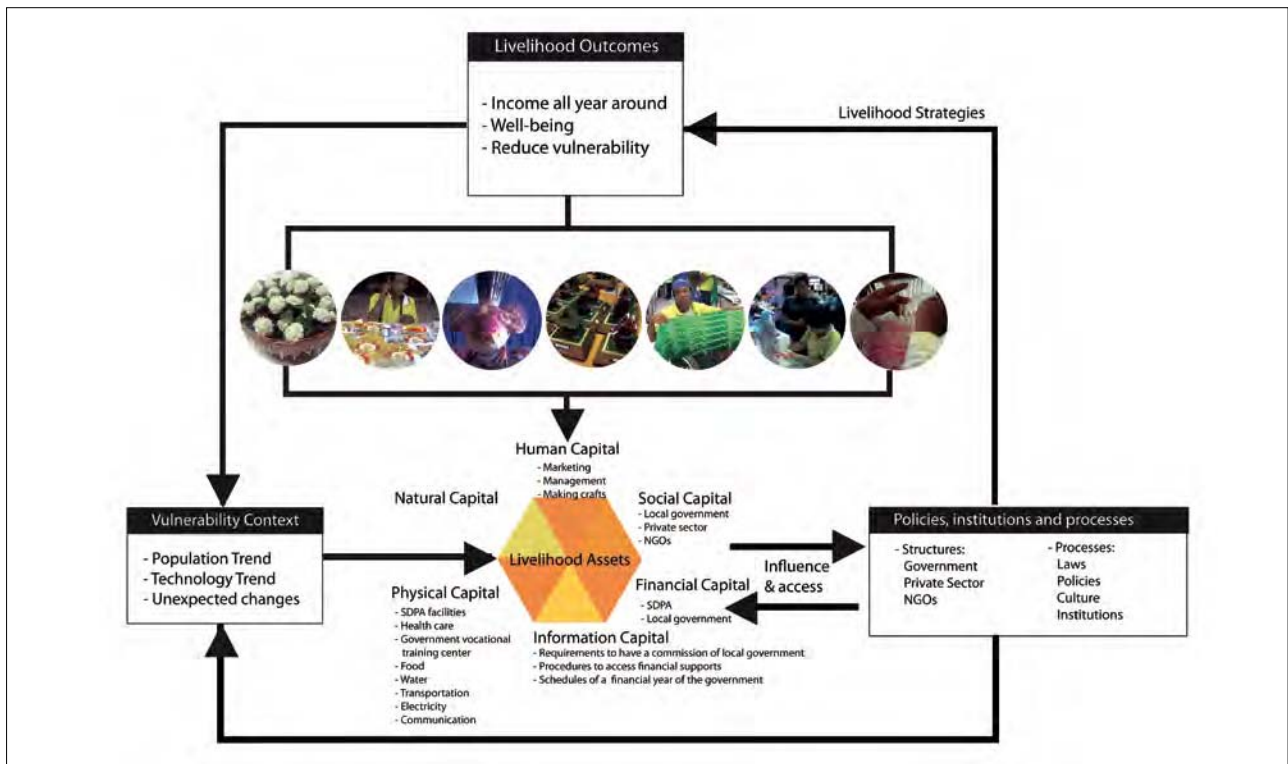 Livelihood Outcomes
- Income all year around
- Well-being
- Reduce vulnerability
Livelihood Strategies
Human Capital
- Marketing
- Management
- Making crafts
Natural Capital
Social Capital
- Local government
- Private sector
- NGOs
Vulnerability Context
- Population Trend
- Technology Trend
- Unexpected changes
Livelihood Assets
Policies, institutions and processes
- Structures:
Government
Private Sector
NGOs
- Processes:
Laws
Policies
Culture
Institutions
Influence
& access
Financial Capital
- SDPA
- Local government
Physical Capital
- SDPA facilities
- Health care
- Government vocational
training center
- Food
- Water
- Transportation
- Electricity
- Communication
Information Capital
- Requirements to have a commission of local government
- Procedures to access financial supports
- Schedules of a financial year of the government